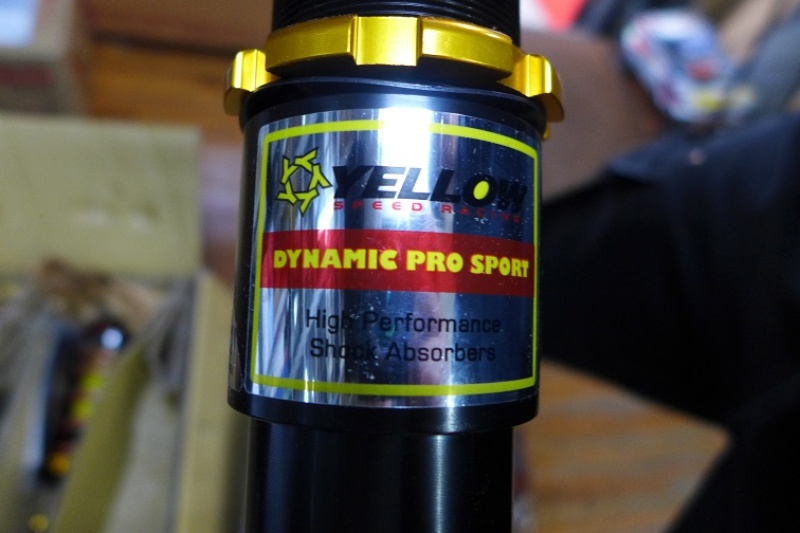 YELLOW
SPEED RACING
DYNAMIC PRO SPORT
High Performance
Shock Absorbers